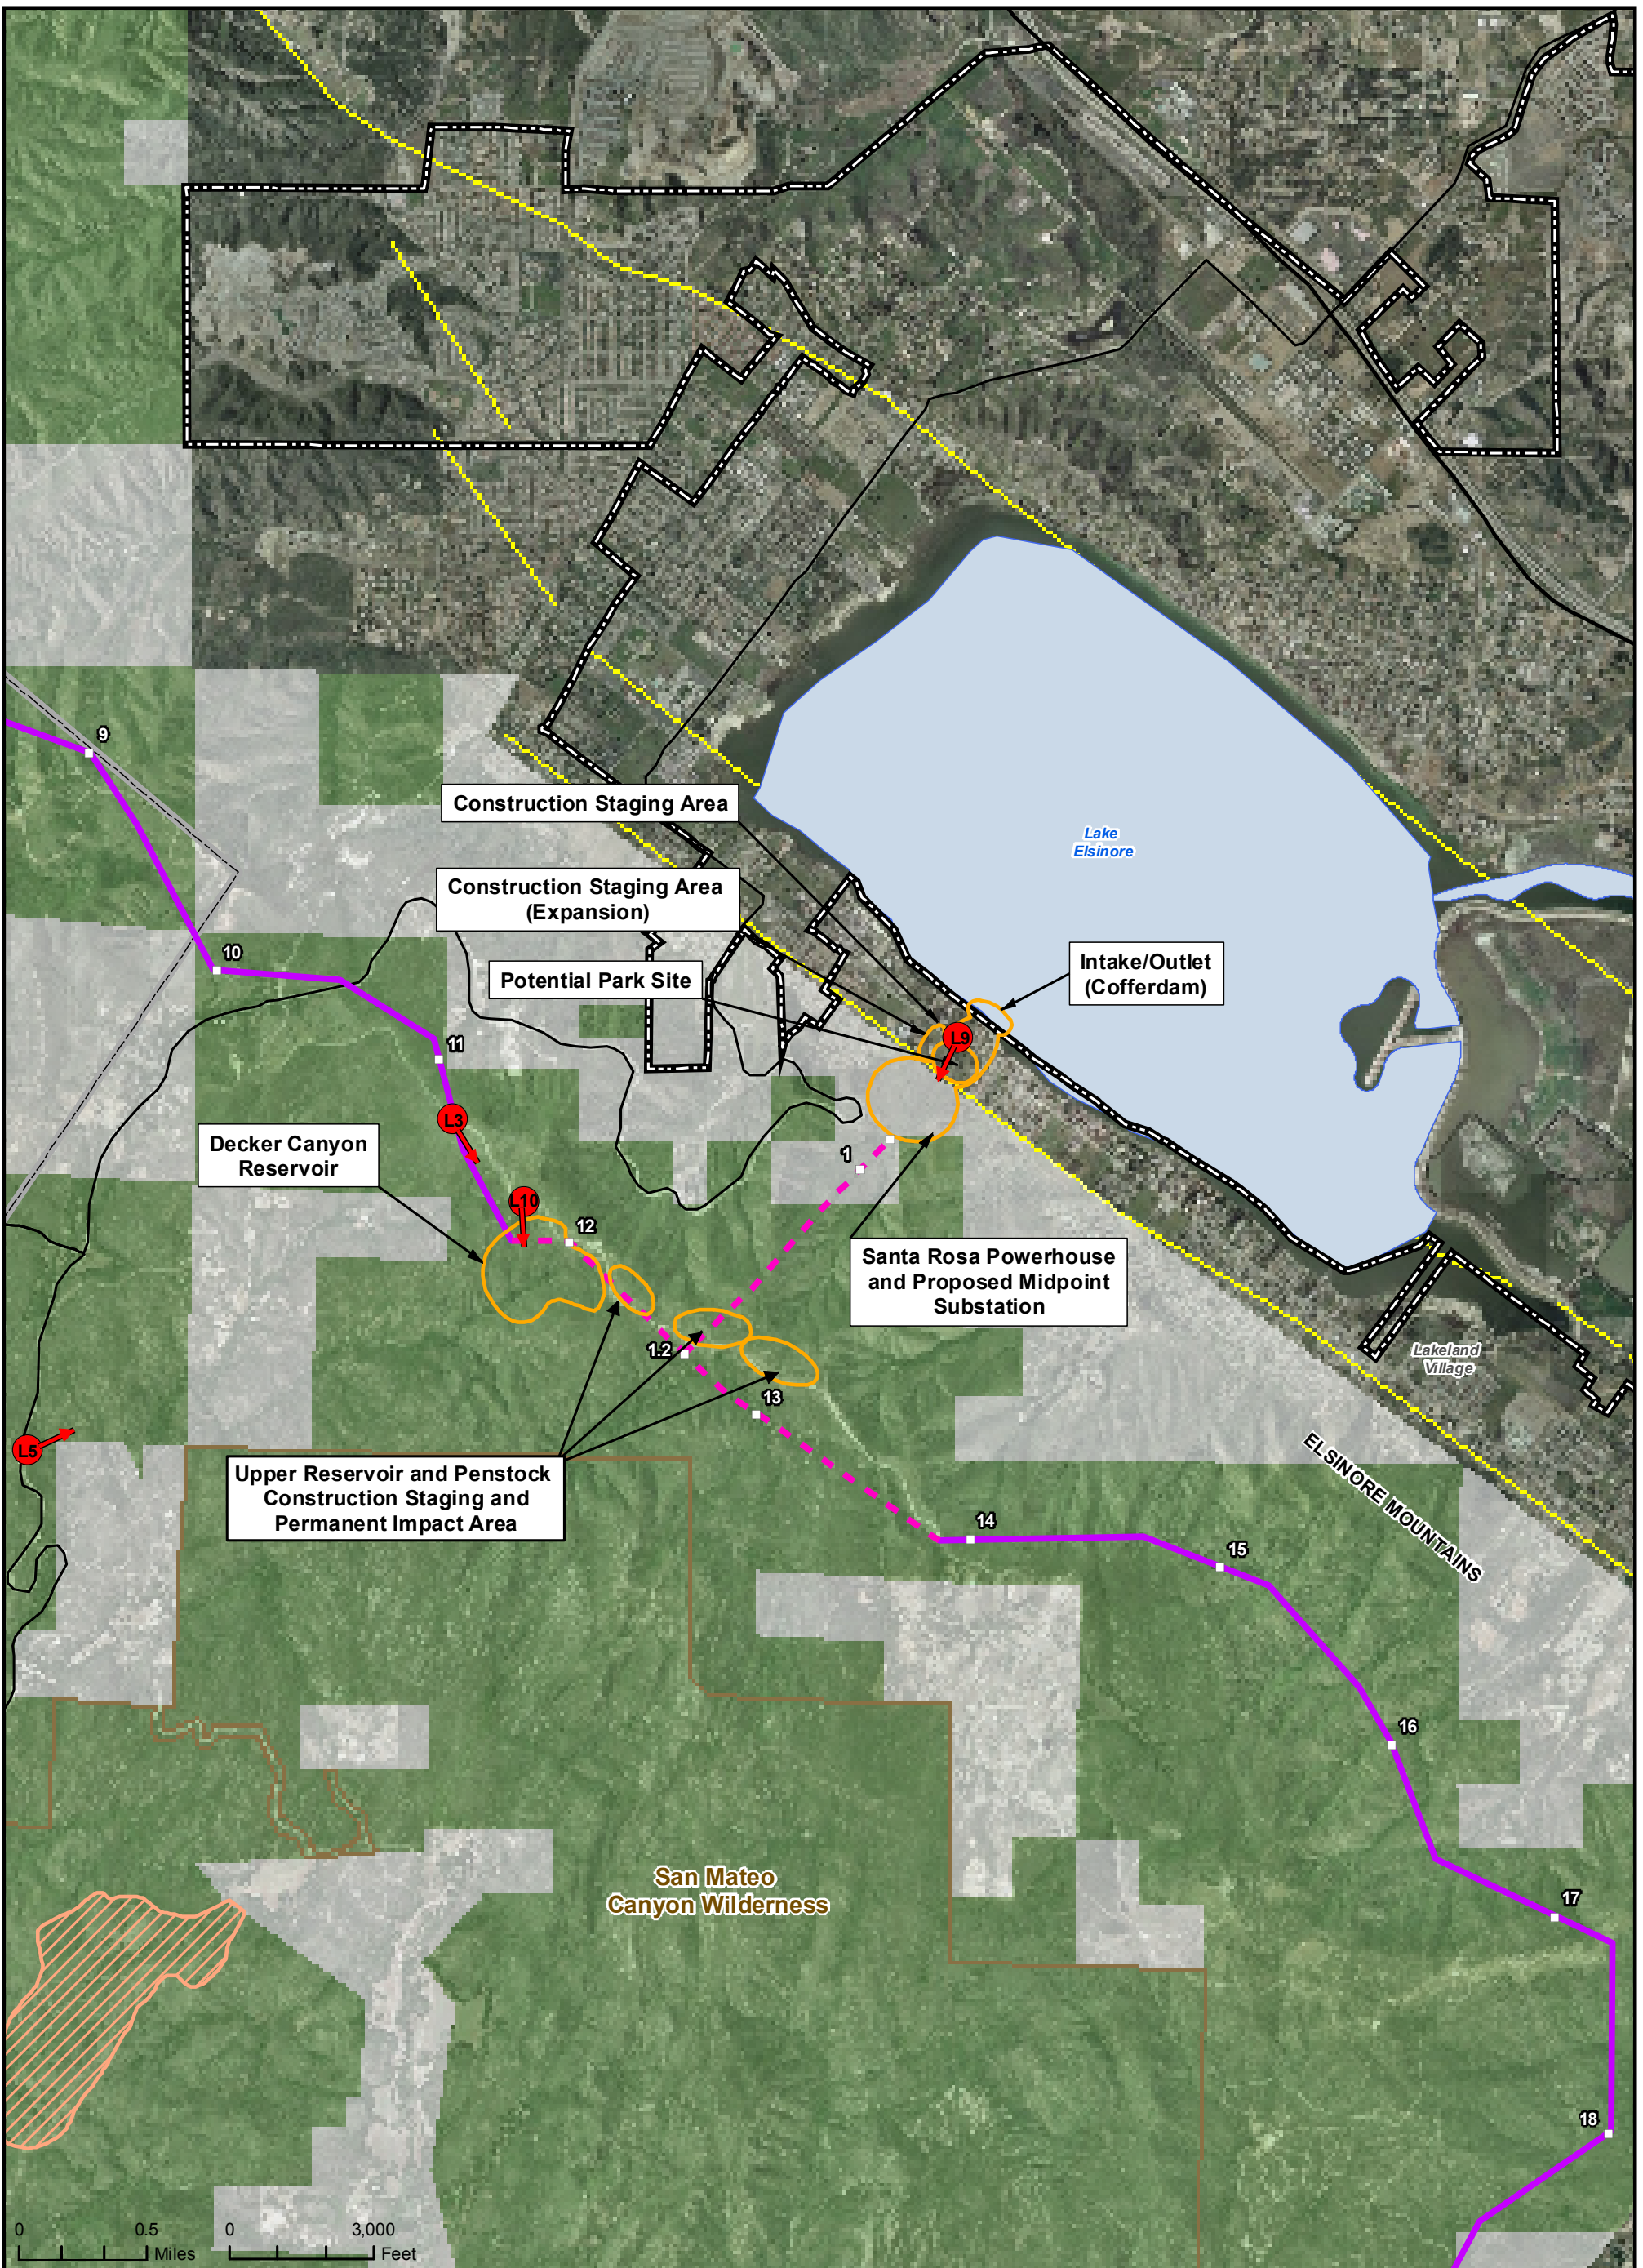 9
Construction Staging Area
Lake
Elsinore
Construction Staging Area
(Expansion)
10
Potential Park Site
Intake/Outlet
(Cofferdam)
11
L9
L3
Decker Canyon
Reservoir
1
L10
12
Santa Rosa Powerhouse
and Proposed Midpoint
Substation
1.2
Lakeland
Village
13
L5
ELSINORE MOUNTAINS
Upper Reservoir and Penstock
Construction Staging and
Permanent Impact Area
14
15
16
San Mateo
Canyon Wilderness
17
18
0 0.5
Miles
0 3,000
Feet